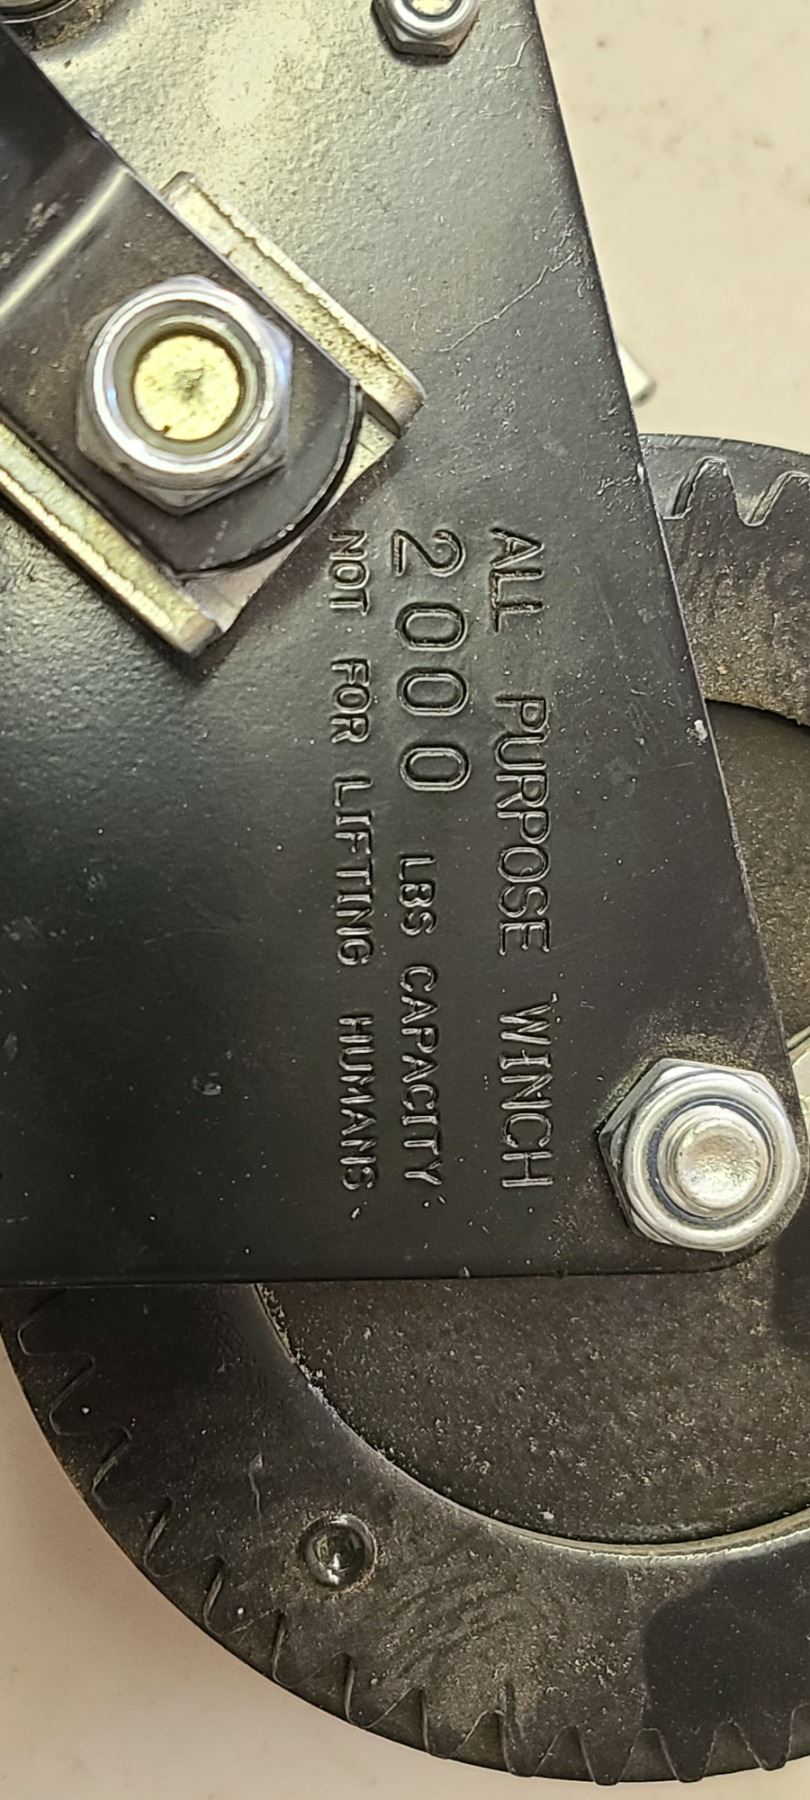 ALL PURPOSE WINCH
2000 LBS CAPACITY
NOT FOR LIFTING HUMANS